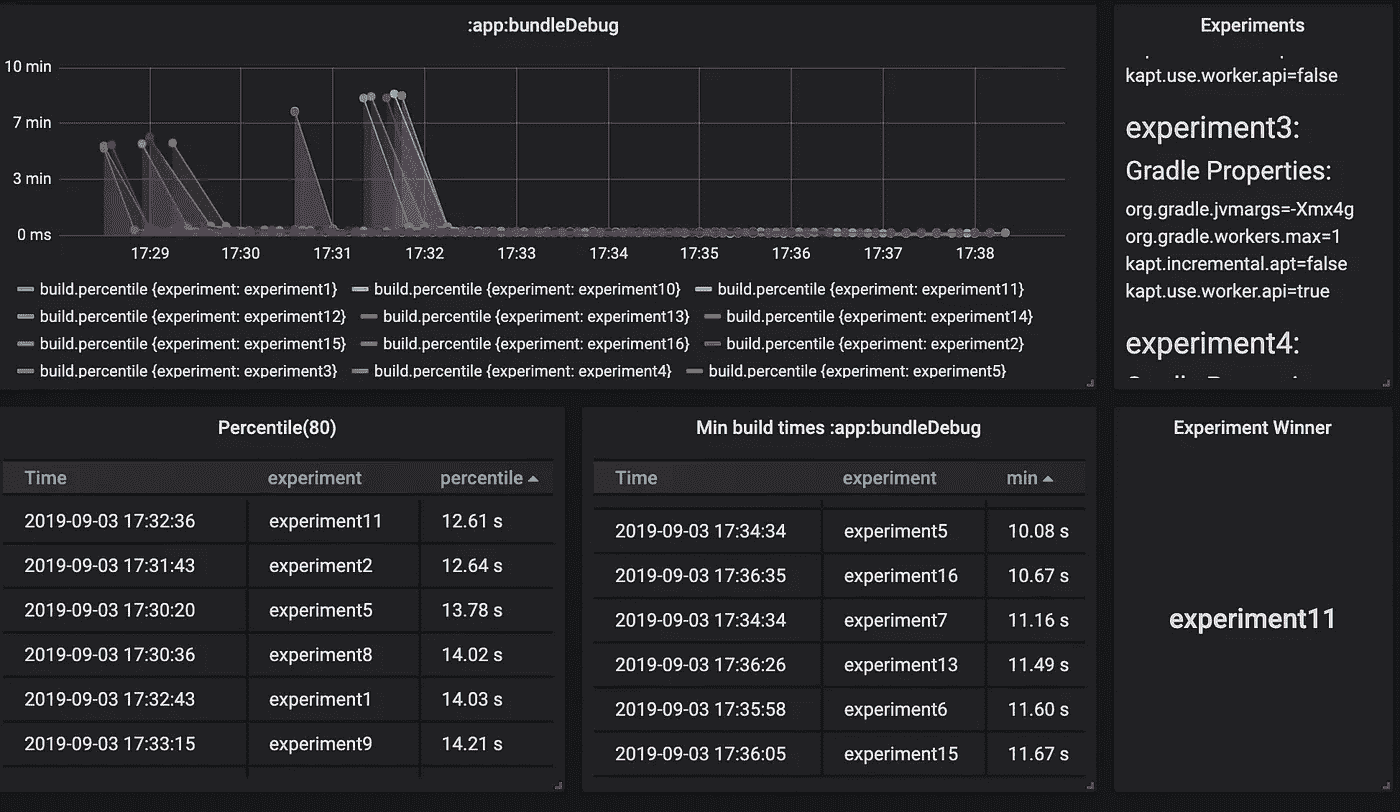 :app:bundleDebug
10 min
7 min
3 min
0 ms
17:29 17:30 17:31 17:32 17:33 17:34 17:35 17:36 17:37 17:38
build.percentile {experiment: experiment1} build.percentile {experiment: experiment10} build.percentile {experiment: experiment11}
build.percentile {experiment: experiment12} build.percentile {experiment: experiment13} build.percentile {experiment: experiment14}
build.percentile {experiment: experiment15} build.percentile {experiment: experiment16} build.percentile {experiment: experiment2}
build.percentile {experiment: experiment3} build.percentile {experiment: experiment4} build.percentile {experiment: experiment5}
Experiments
kapt.use.worker.api=false
experiment3:
Gradle Properties:
org.gradle.jvmargs=-Xmx4g
org.gradle.workers.max=1
kapt.incremental.apt=false
kapt.use.worker.api=true
experiment4:
Percentile(80)
Time experiment percentile
2019-09-03 17:32:36 experiment11 12.61 s
2019-09-03 17:31:43 experiment2 12.64 s
2019-09-03 17:30:20 experiment5 13.78 s
2019-09-03 17:30:36 experiment8 14.02 s
2019-09-03 17:32:43 experiment1 14.03 s
2019-09-03 17:33:15 experiment9 14.21 s
Min build times :app:bundleDebug
Time experiment min
2019-09-03 17:34:34 experiment5 10.08 s
2019-09-03 17:36:35 experiment16 10.67 s
2019-09-03 17:34:34 experiment7 11.16 s
2019-09-03 17:36:26 experiment13 11.49 s
2019-09-03 17:35:58 experiment6 11.60 s
2019-09-03 17:36:05 experiment15 11.67 s
Experiment Winner
experiment11